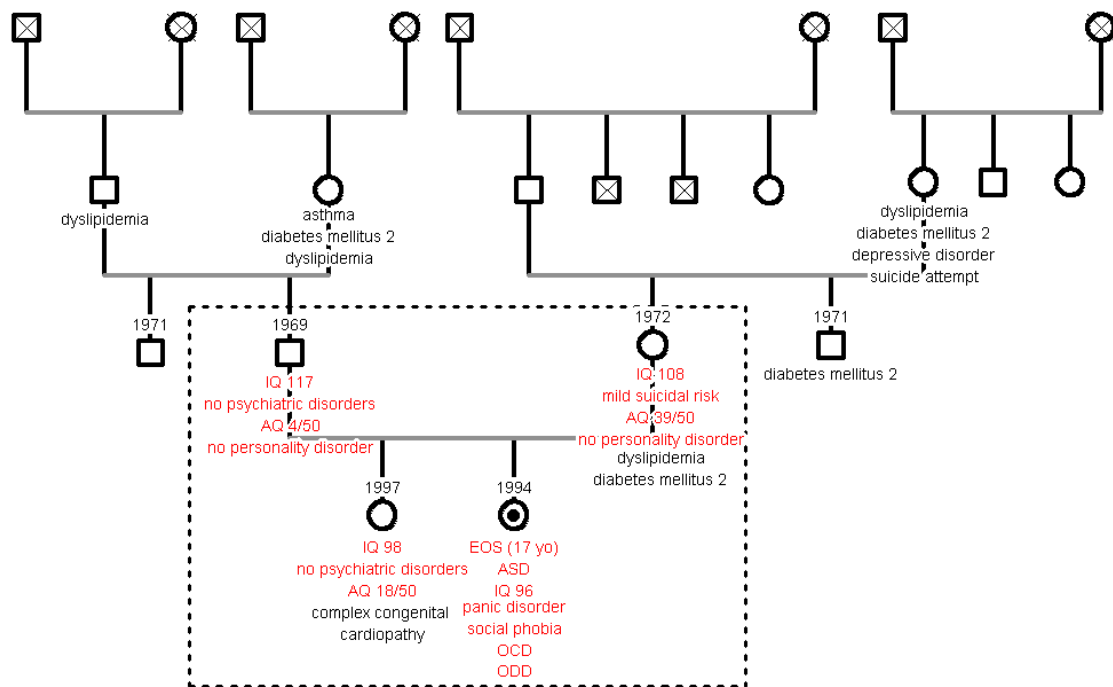 dyslipidemia
asthma
diabetes mellitus 2
dyslipidemia
dyslipidemia
diabetes mellitus 2
depressive disorder
suicide attempt
1971
1969
1972
1971
IQ 117
no psychiatric disorders
AQ 4/50
no personality disorder
IQ 108
mild suicidal risk
AQ 39/50
no personality disorder
dyslipidemia
diabetes mellitus 2
diabetes mellitus 2
1997
1994
IQ 98
no psychiatric disorders
AQ 18/50
complex congenital
cardiopathy
EOS (17 yo)
ASD
IQ 96
panic disorder
social phobia
OCD
ODD